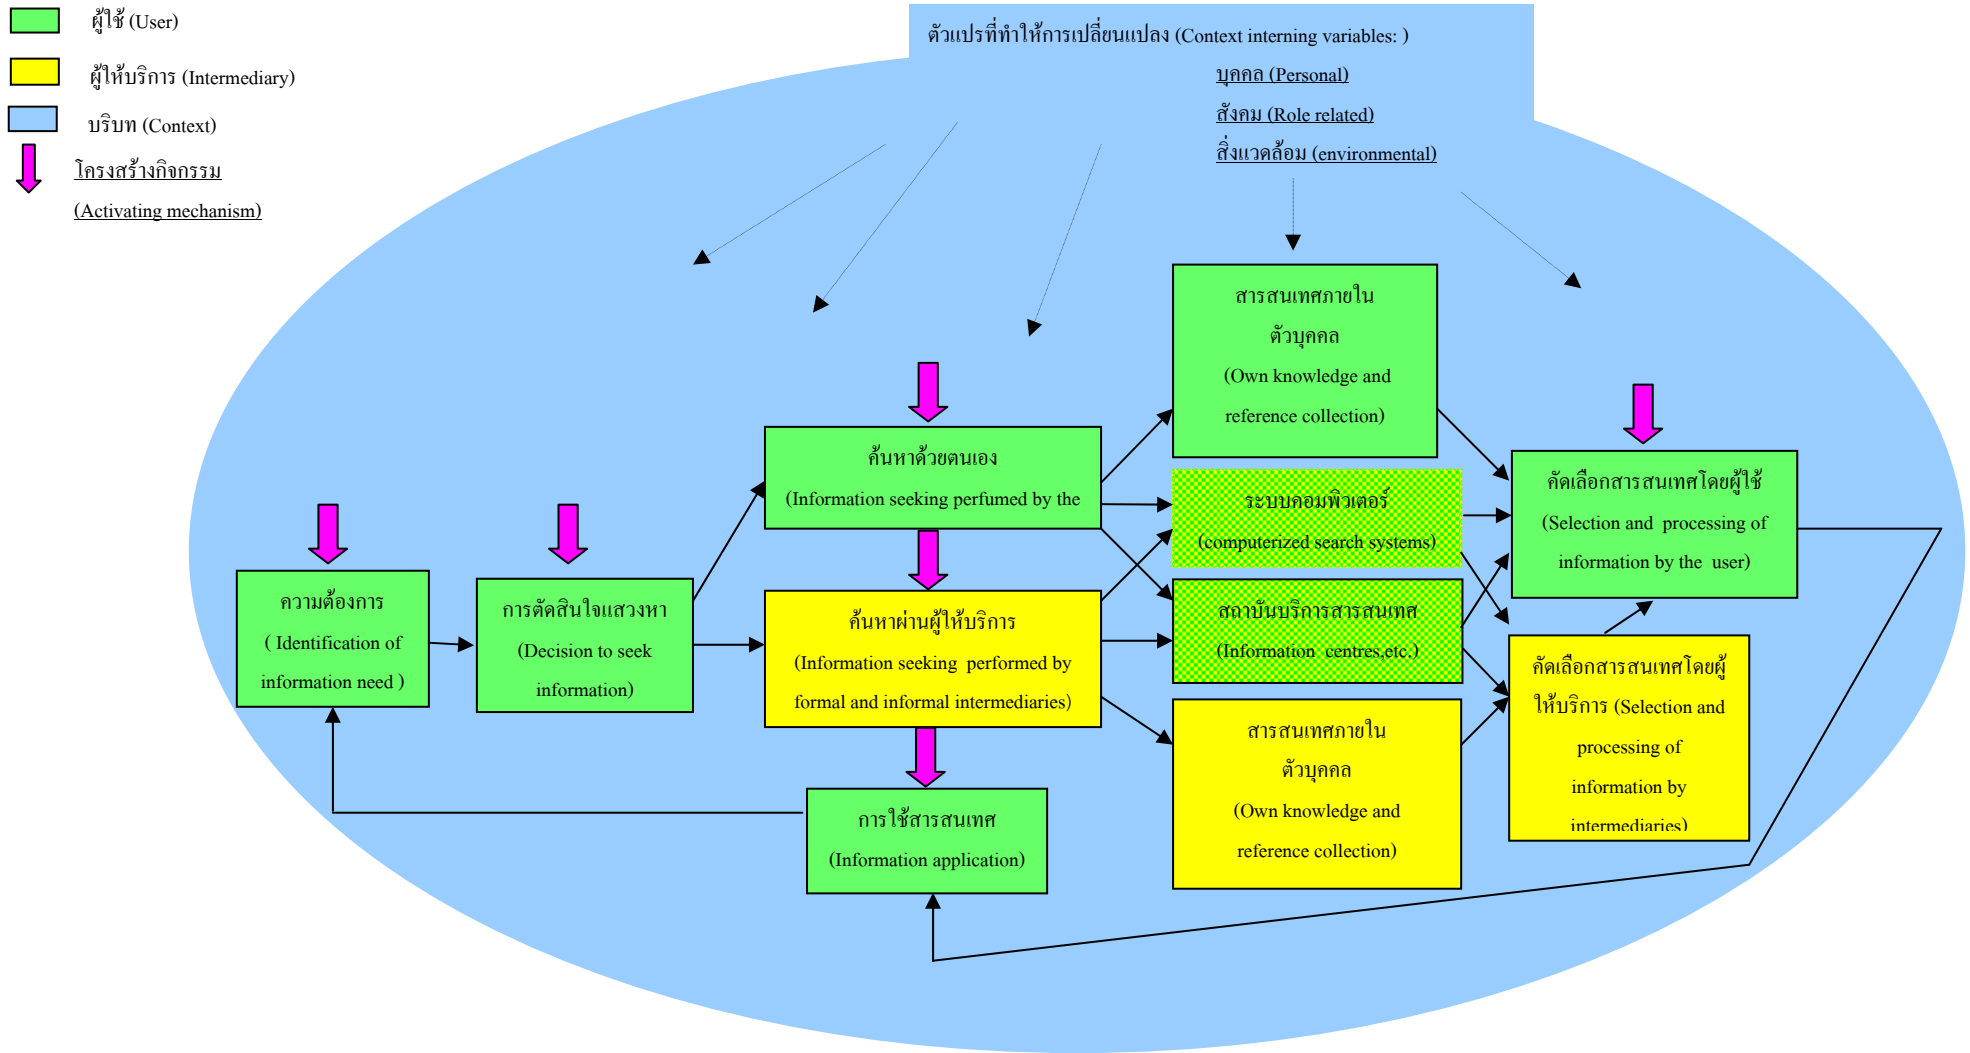 ผู้ใช้ (User)
ผู้ให้บริการ (Intermediary)
บริบท (Context)
โครงสร้างกิจกรรม
(Activating mechanism)
ตัวแปรที่ทำให้การเปลี่ยนแปลง (Context interning variables: )
บุคคล (Personal)
สังคม (Role related)
สิ่งแวดล้อม (environmental)
ความต้องการ
( Identification of
information need )
การตัดสินใจแสวงหา
(Decision to seek
information)
ค้นหาด้วยตนเอง
(Information seeking perfumed by the
ค้นหาผ่านผู้ให้บริการ
(Information seeking performed by
formal and informal intermediaries)
การใช้สารสนเทศ
(Information application)
สารสนเทศภายใน
ตัวบุคคล
(Own knowledge and
reference collection)
ระบบคอมพิวเตอร์
(computerized search systems)
สถาบันบริการสารสนเทศ
(Information centres,etc.)
สารสนเทศภายใน
ตัวบุคคล
(Own knowledge and
reference collection)
คัดเลือกสารสนเทศโดยผู้ใช้
(Selection and processing of
information by the user)
คัดเลือกสารสนเทศโดยผู้
ให้บริการ (Selection and
processing of
information by
intermediaries)